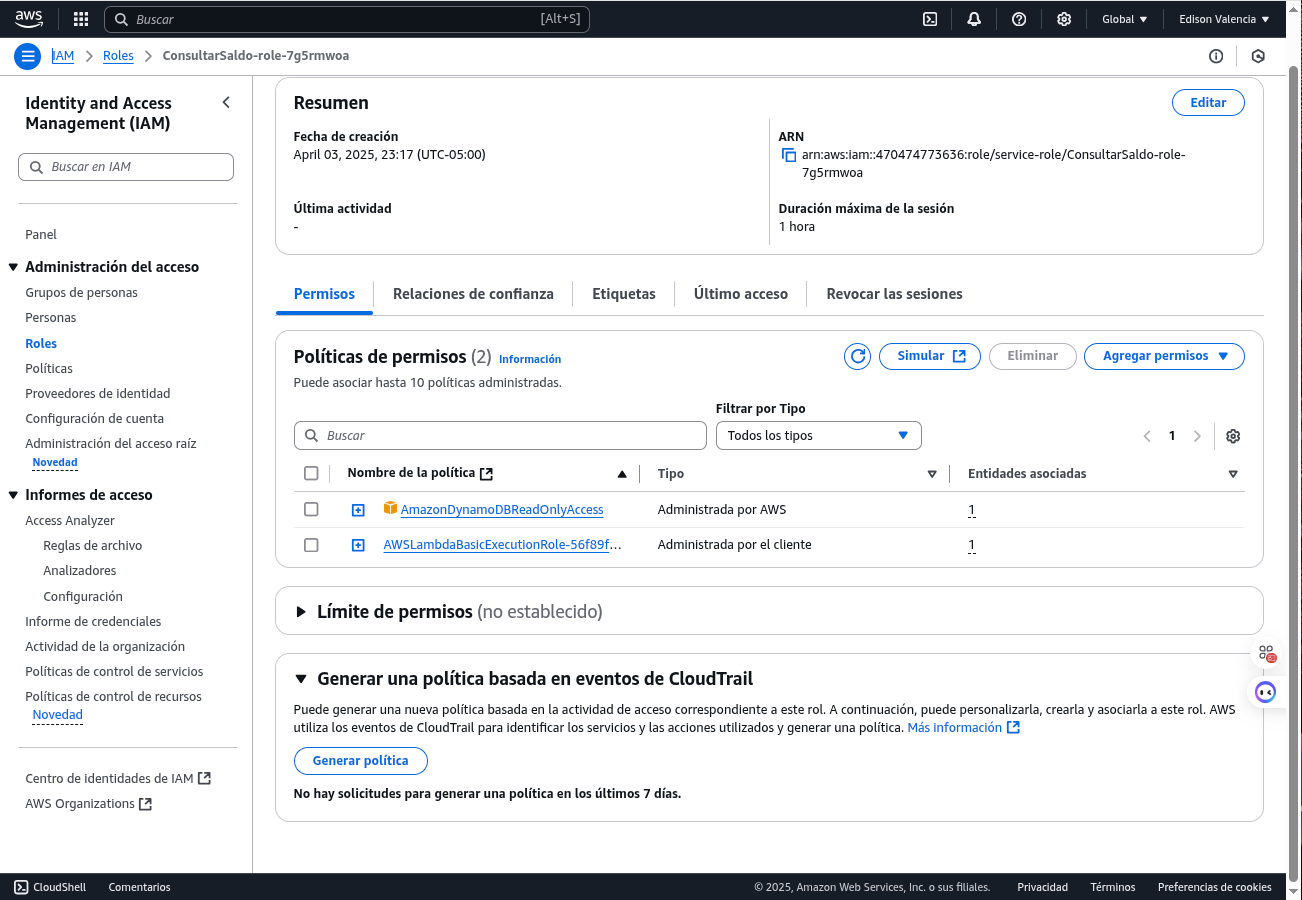 aws
Buscar
[Alt+S]
Global
Edison Valencia
IAM
Roles
ConsultarSaldo-role-7g5rmwoa
Identity and Access
Management (IAM)
Buscar en IAM
Panel
Administración del acceso
Grupos de personas
Personas
Roles
Políticas
Proveedores de identidad
Configuración de cuenta
Administración del acceso raíz
Novedad
Informes de acceso
Access Analyzer
Reglas de archivo
Analizadores
Configuración
Informe de credenciales
Actividad de la organización
Políticas de control de servicios
Políticas de control de recursos
Novedad
Centro de identidades de IAM
AWS Organizations
Resumen
Editar
Fecha de creación
April 03, 2025, 23:17 (UTC-05:00)
ARN
arn:aws:iam::470474773636:role/service-role/ConsultarSaldo-role-
7g5rmwoa
Última actividad
-
Duración máxima de la sesión
1 hora
Permisos
Relaciones de confianza
Etiquetas
Último acceso
Revocar las sesiones
Políticas de permisos (2) Información
Simular
Eliminar
Agregar permisos
Puede asociar hasta 10 políticas administradas.
Filtrar por Tipo
Buscar
Todos los tipos
1
Nombre de la política
Tipo
Entidades asociadas
AmazonDynamoDBReadOnlyAccess
Administrada por AWS
1
AWSLambdaBasicExecutionRole-56f89f...
Administrada por el cliente
1
Límite de permisos (no establecido)
Generar una política basada en eventos de CloudTrail
Puede generar una nueva política basada en la actividad de acceso correspondiente a este rol. A continuación, puede personalizarla, crearla y asociarla a este rol. AWS
utiliza los eventos de CloudTrail para identificar los servicios y las acciones utilizados y generar una política. Más información
Generar política
No hay solicitudes para generar una política en los últimos 7 días.
CloudShell
Comentarios
© 2025, Amazon Web Services, Inc. o sus filiales.
Privacidad
Términos
Preferencias de cookies